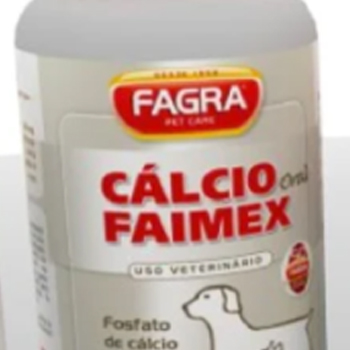 FAGRA
PET CARE
CÁLCIO Oral
FAIMEX
USO VETERINÁRIO
Fosfato
de cálcio